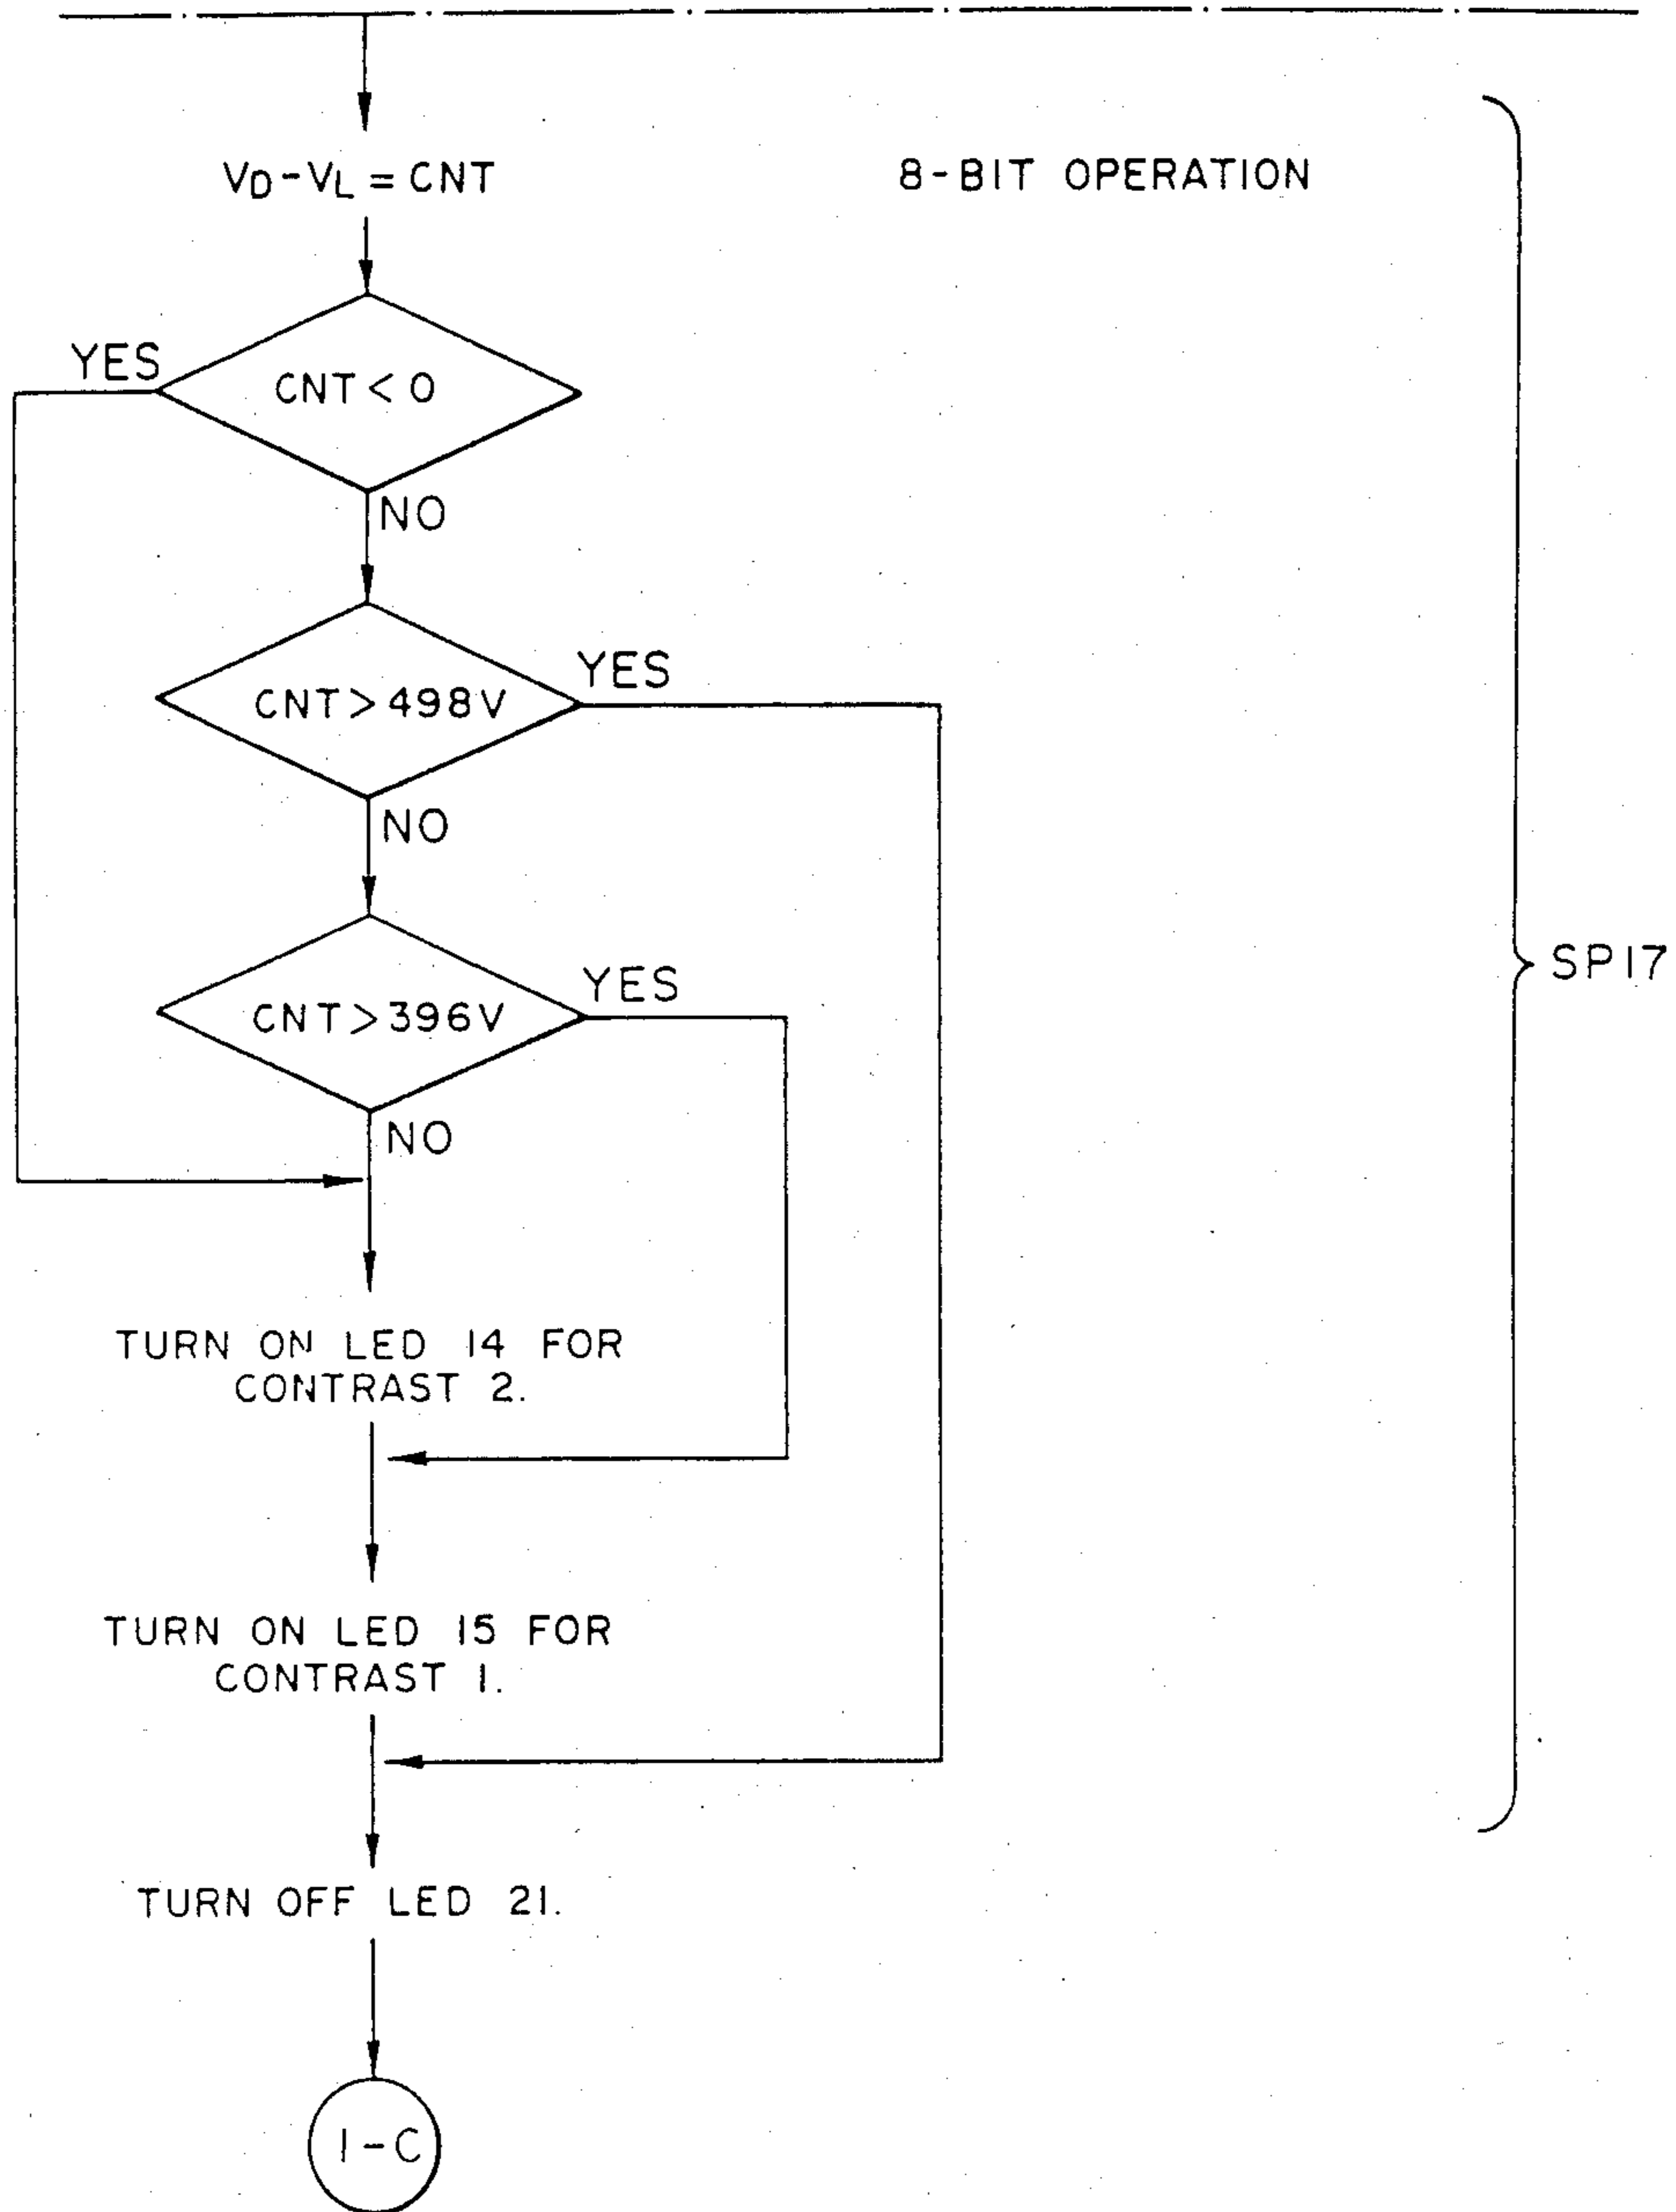 VD-VL = CNT
8-BIT OPERATION
YES
CNT < 0
NO
YES
CNT > 498V
NO
YES
SP17
CNT > 396V
NO
TURN ON LED 14 FOR
CONTRAST 2.
TURN ON LED 15 FOR
CONTRAST 1.
TURN OFF LED 21.
1-C